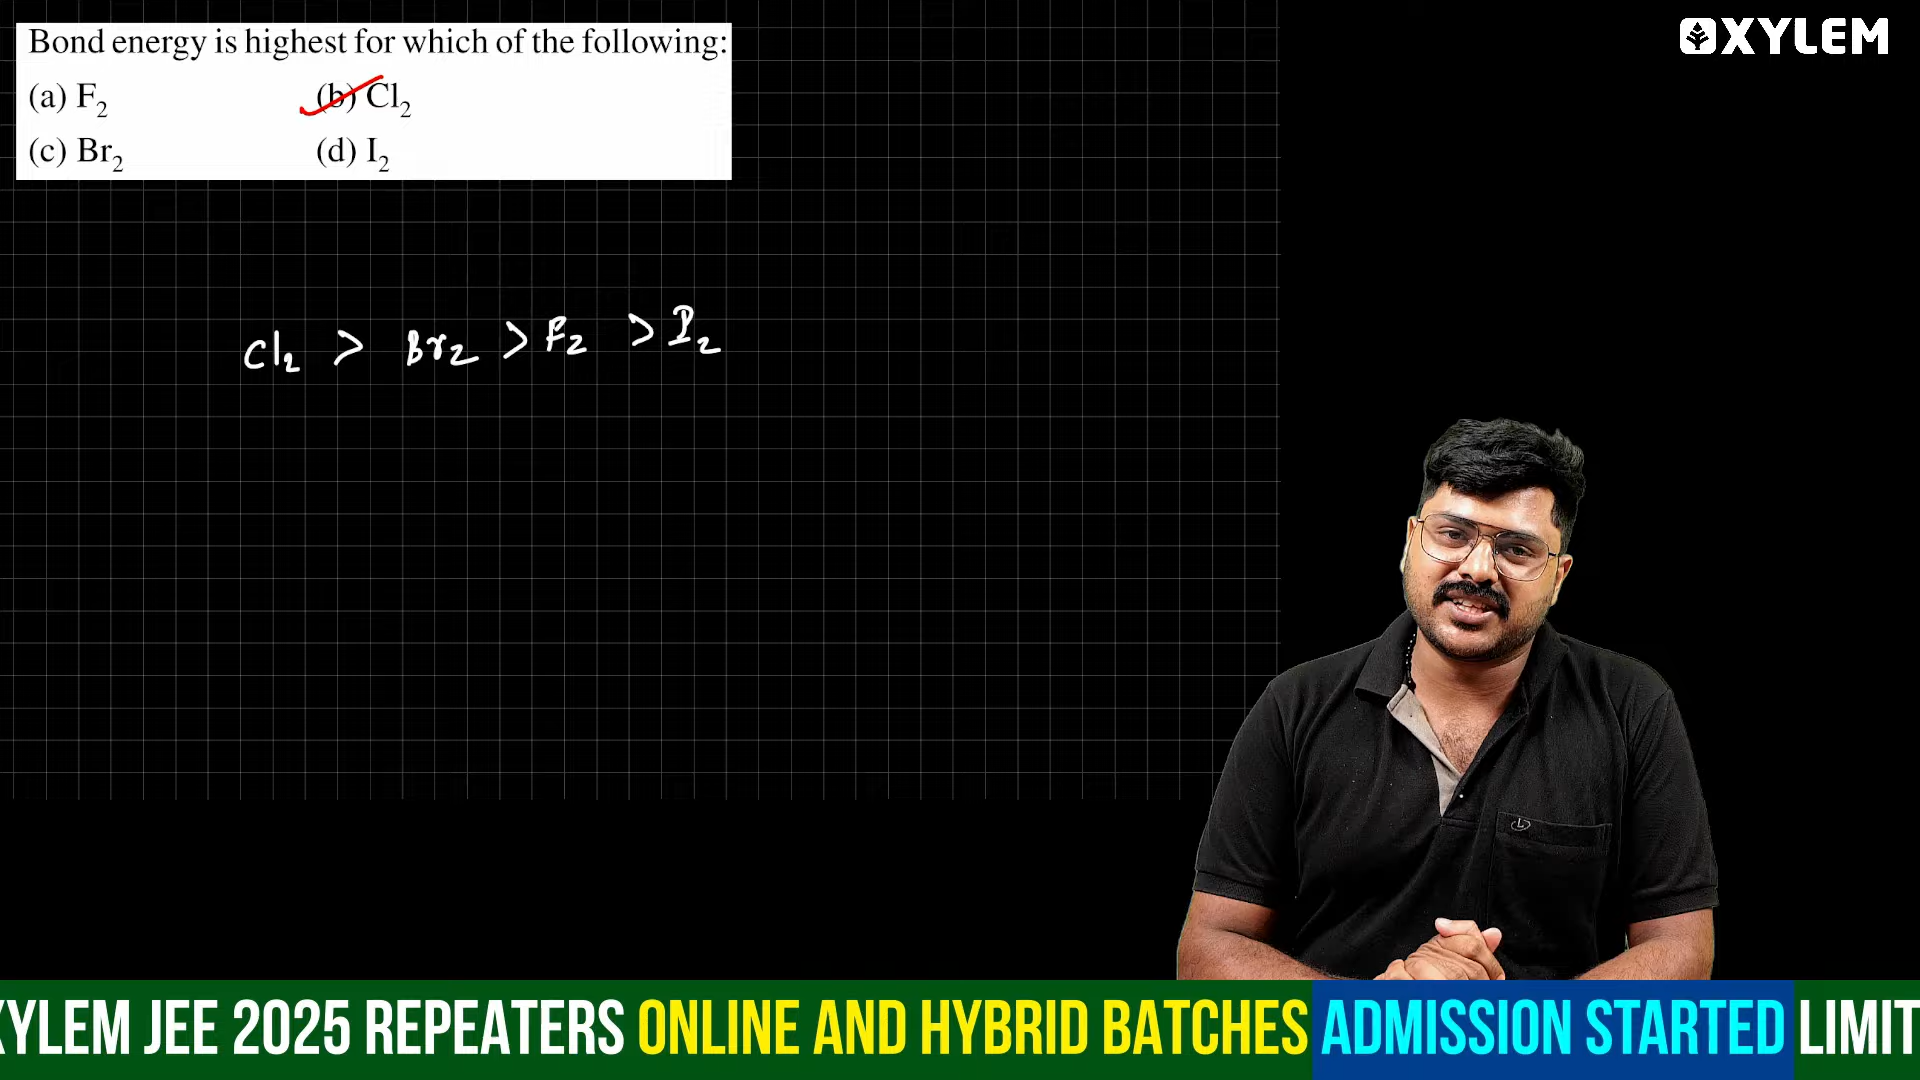 Bond energy is highest for which of the following:
(a) F₂ (b) Cl₂
(c) Br₂ (d) I₂
XYLEM
Cl₂ > Br₂ > F₂ > I₂
XYLEM JEE 2025 REPEATERS ONLINE AND HYBRID BATCHES ADMISSION STARTED LIMIT